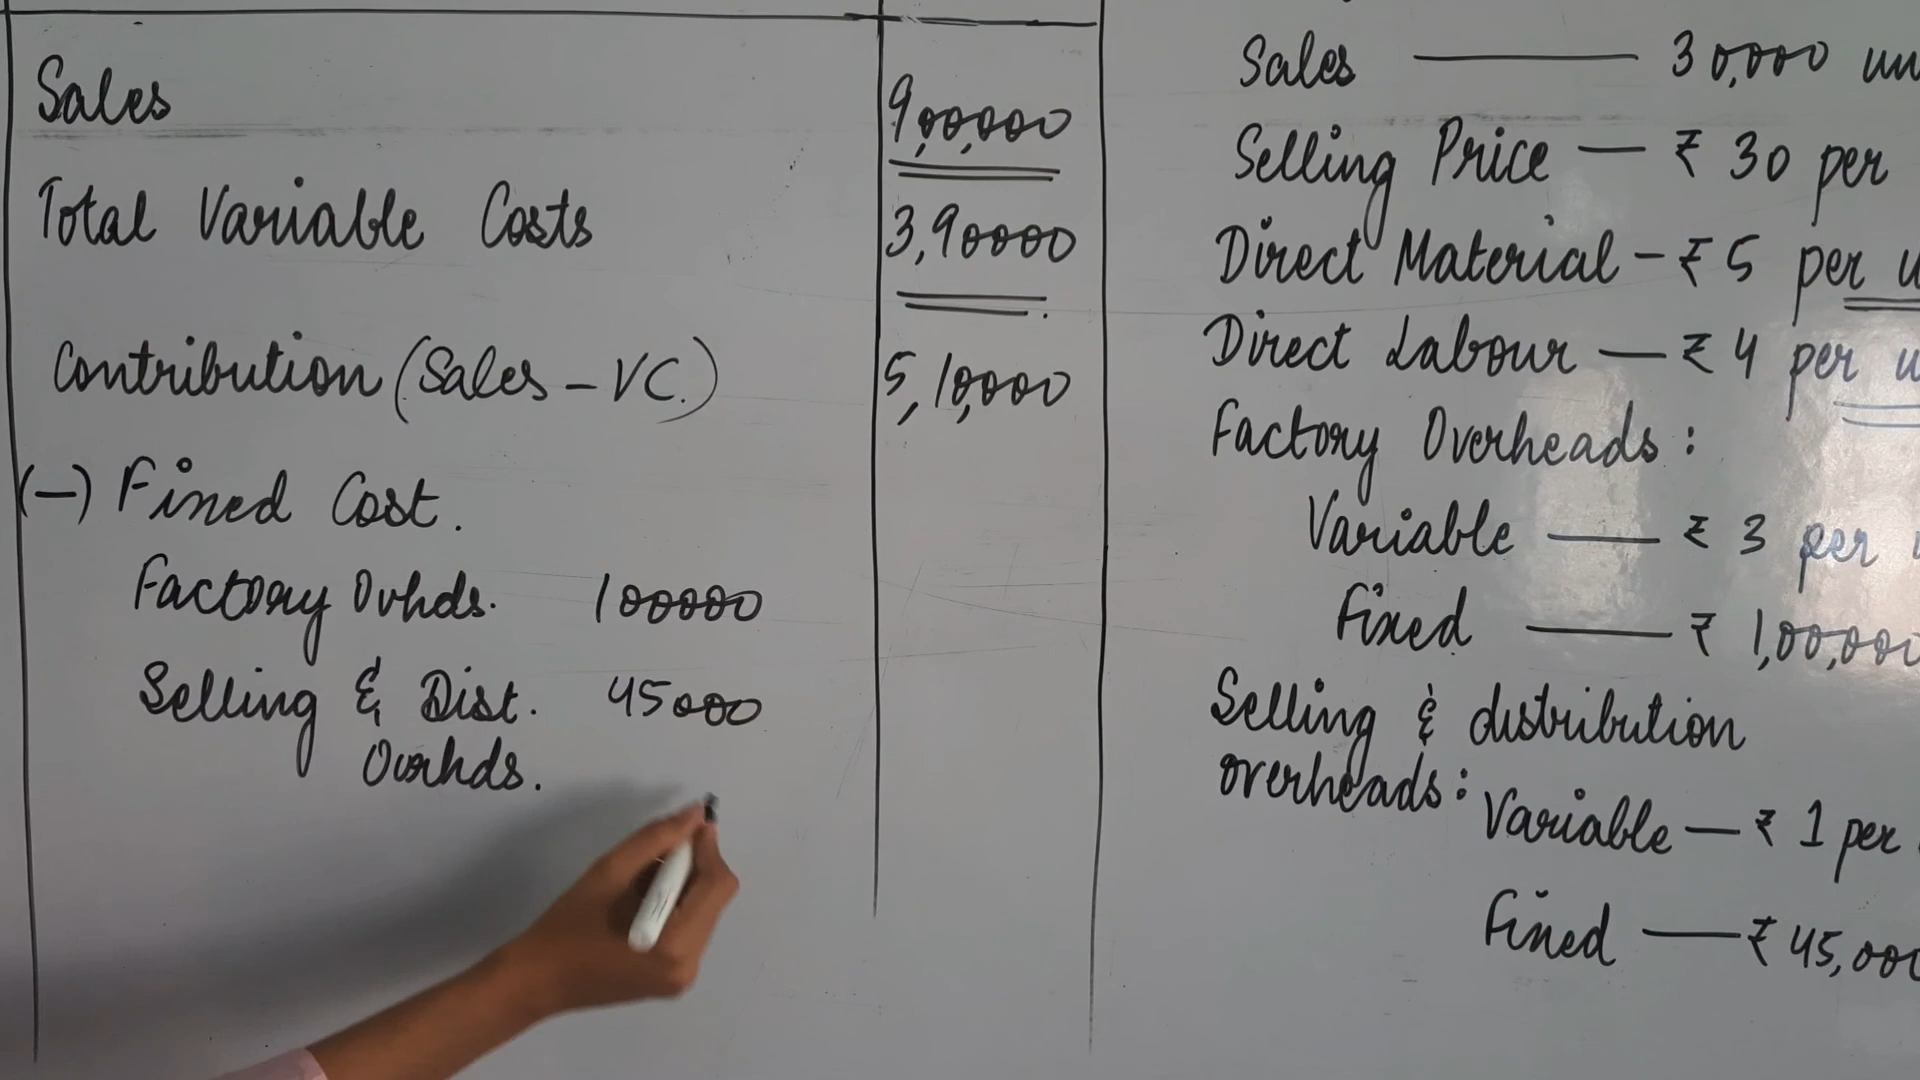 Sales 9,00,000
Total Variable Costs 3,90000
Contribution (Sales - VC.) 5,10,000
(-) Fixed Cost.
Factory Ovhds. 100000
Selling & Dist. 45000
Ovrhds.
Sales — 30,000
Selling Price — ₹ 30 per
Direct Material - ₹ 5 per
Direct Labour — ₹ 4 per
Factory Overheads :
Variable — ₹ 3 per
Fixed — ₹ 1,00,000
Selling & distribution
overheads :
Variable — ₹ 1 per
Fixed — ₹ 45,000